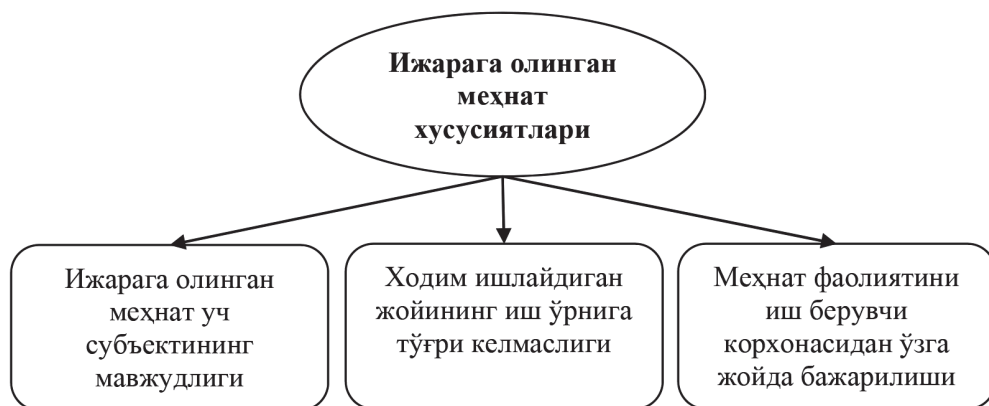 Ижарага олинган
меҳнат
хусусиятлари
Ижарага олинган
меҳнат уч
субъектининг
мавжудлиги
Ходим ишлайдиган
жойининг иш ўрнига
тўғри келмаслиги
Меҳнат фаолиятини
иш берувчи
корхонасидан ўзга
жойда бажарилиши